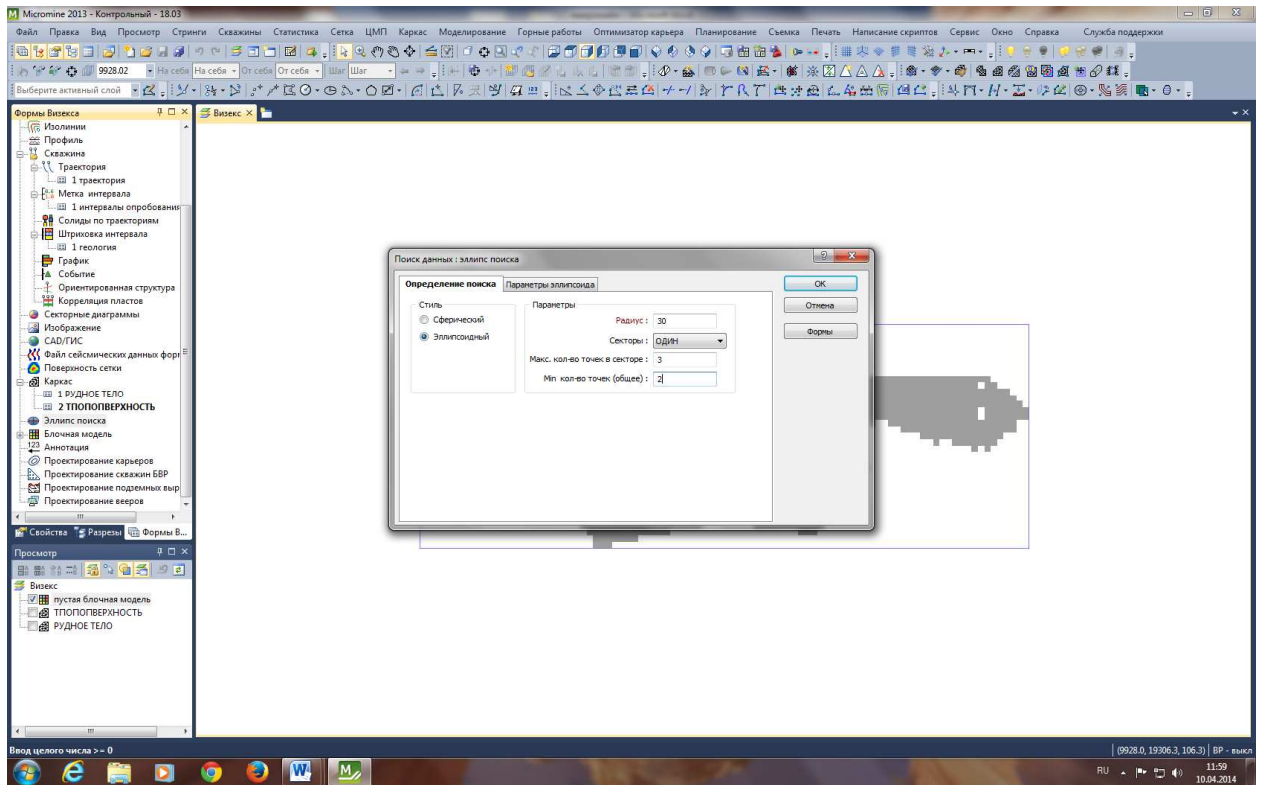 Micromine 2013 - Контрольный - 18.03
Файл Правка Вид Просмотр Стринги Скважины Статистика Сетка ЦМП Каркас Моделирование Горные работы Оптимизатор карьера Планирование Съемка Печать Написание скриптов Сервис Окно Справка Служба поддержки
9928.02 На себя На себя От себя От себя Шаг Шаг
Выберите активный слой
Формы Визекса
Визекс
Изолинии
Профиль
Скважина
Траектория
1 траектория
Метка интервала
1 интервалы опробования
Солиды по траекториям
Штриховка интервала
1 геология
График
Событие
Ориентированная структура
Корреляция пластов
Секторные диаграммы
Изображение
CAD/ГИС
Файл сейсмических данных форм
Поверхность сетки
Каркас
1 РУДНОЕ ТЕЛО
2 ТПОПОПВЕРХНОСТЬ
Эллипс поиска
Блочная модель
123 Аннотация
Проектирование карьеров
Проектирование скважин БВР
Проектирование подземных выр
Проектирование вееров
Свойства Разрезы Формы В...
Просмотр
Визекс
пустая блочная модель
ТПОПОПВЕРХНОСТЬ
РУДНОЕ ТЕЛО
Поиск данных : эллипс поиска
Определение поиска Параметры эллипсоида
Стиль
Сферический
Эллипсоидный
Параметры
Радиус : 30
Секторы : ОДИН
Макс. кол-во точек в секторе : 3
Min кол-во точек (общее) : 2
OK
Отмена
Формы
Ввод целого числа >= 0
(9928.0, 19306.3, 106.3) ВР - выкл
RU
11:59
10.04.2014